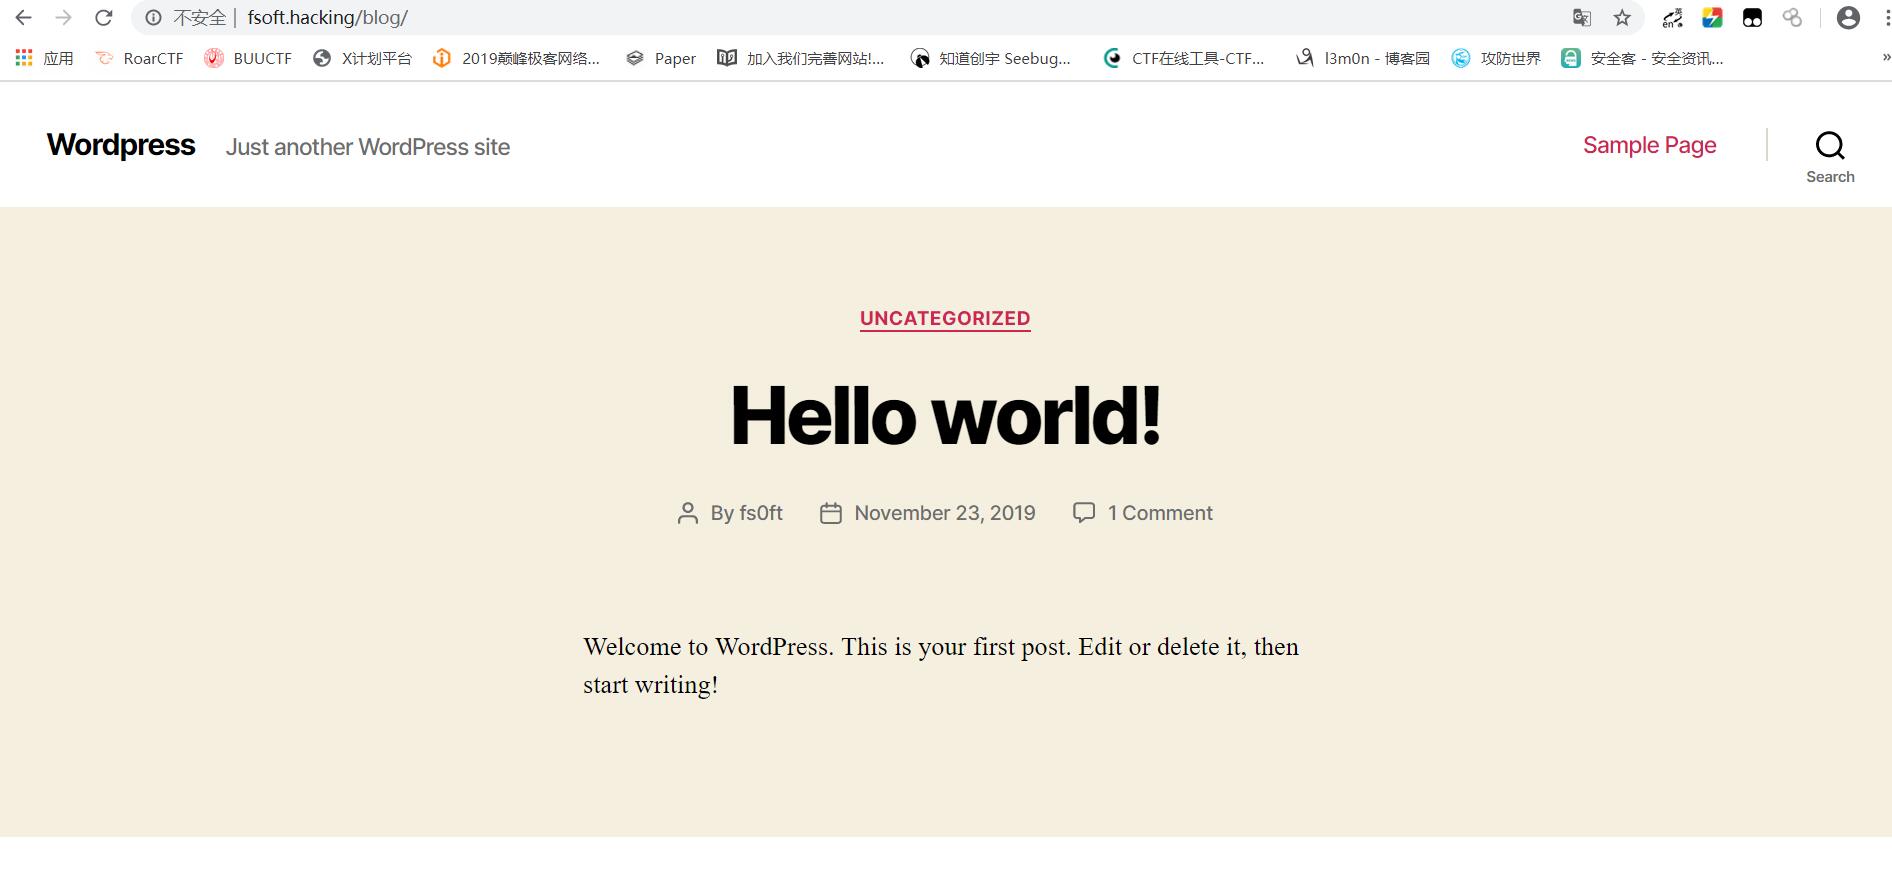 不安全 | fsoft.hacking/blog/
应用 RoarCTF BUUCTF X计划平台 2019巅峰极客网络... Paper 加入我们完善网站!... 知道创宇 Seebug... CTF在线工具-CTF... l3m0n - 博客园 攻防世界 安全客 - 安全资讯... »
Wordpress Just another WordPress site Sample Page
Search
UNCATEGORIZED
Hello world!
By fs0ft November 23, 2019 1 Comment
Welcome to WordPress. This is your first post. Edit or delete it, then
start writing!